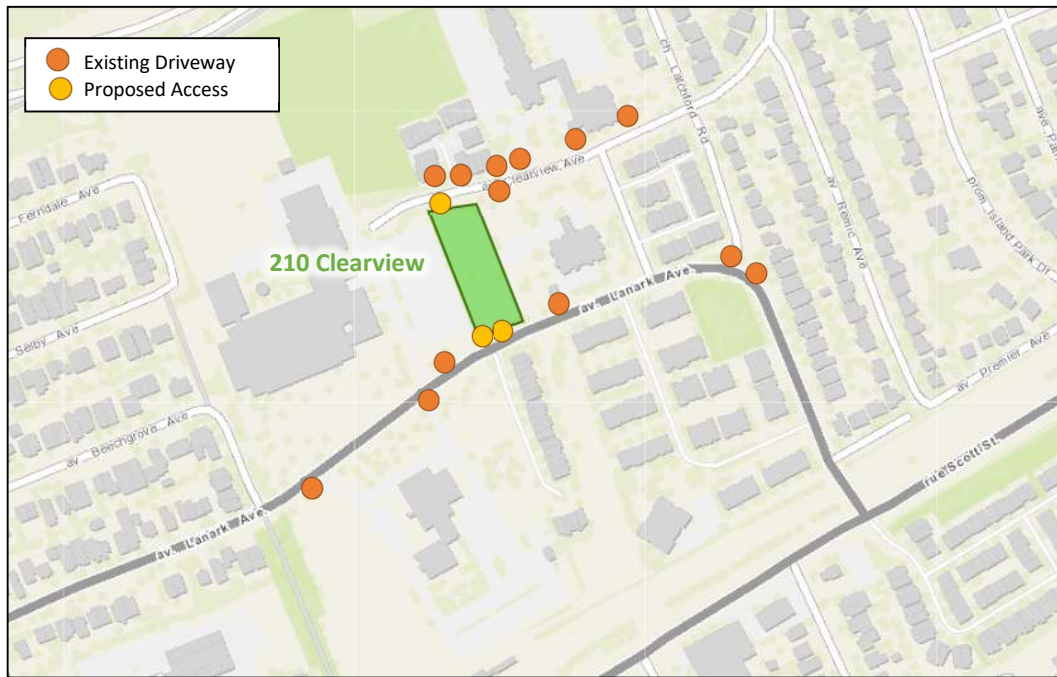 Existing Driveway
Proposed Access
ch Latchford Rd
av Clearview Ave
Ferndale Ave
av Remic Ave
prom Island Park Dr
210 Clearview
av. Lanark Ave.
Selby Ave
av Premier Ave
av Beechgrove Ave
rue Scott St.
av. Lanark Ave.